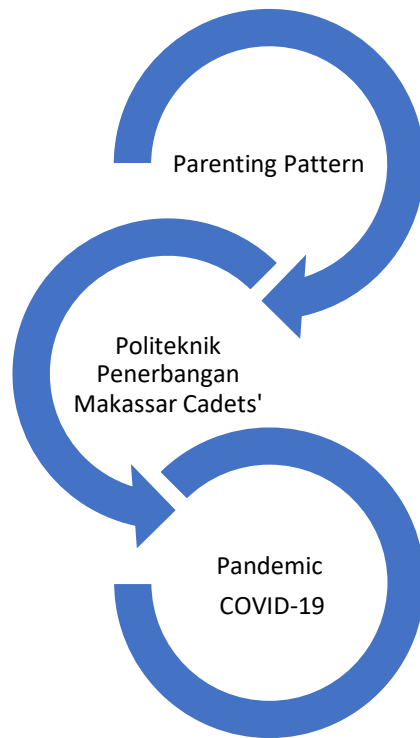 Parenting Pattern
Politeknik
Penerbangan
Makassar Cadets'
Pandemic
COVID-19